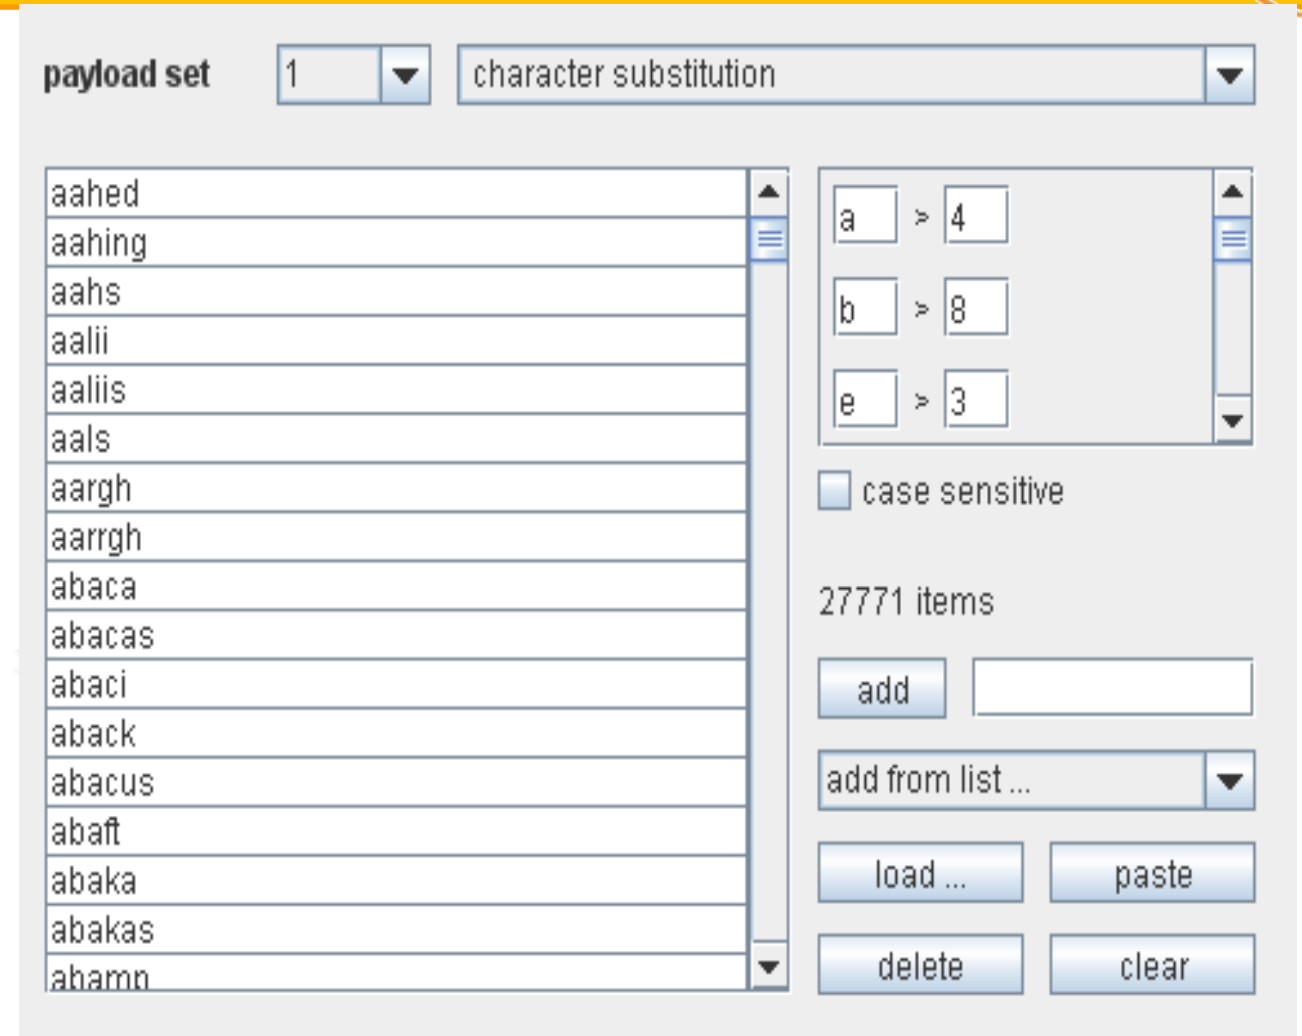 payload set 1 character substitution
aahed
aahing
aahs
aalii
aaliis
aals
aargh
aarrgh
abaca
abacas
abaci
aback
abacus
abaft
abaka
abakas
abamp
a > 4
b > 8
e > 3
case sensitive
27771 items
add
add from list ...
load ... paste
delete clear